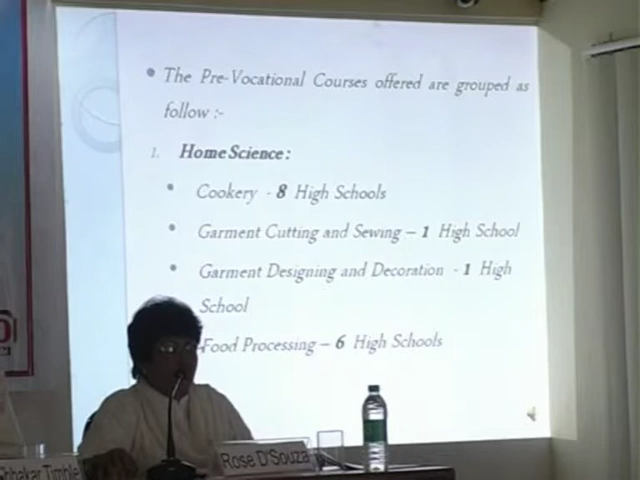 • The Pre-Vocational Courses offered are grouped as
follow :-
1. Home Science :
• Cookery - 8 High Schools
• Garment Cutting and Sewing – 1 High School
• Garment Designing and Decoration - 1 High
School
Food Processing – 6 High Schools
Rose D'Souza
Timble